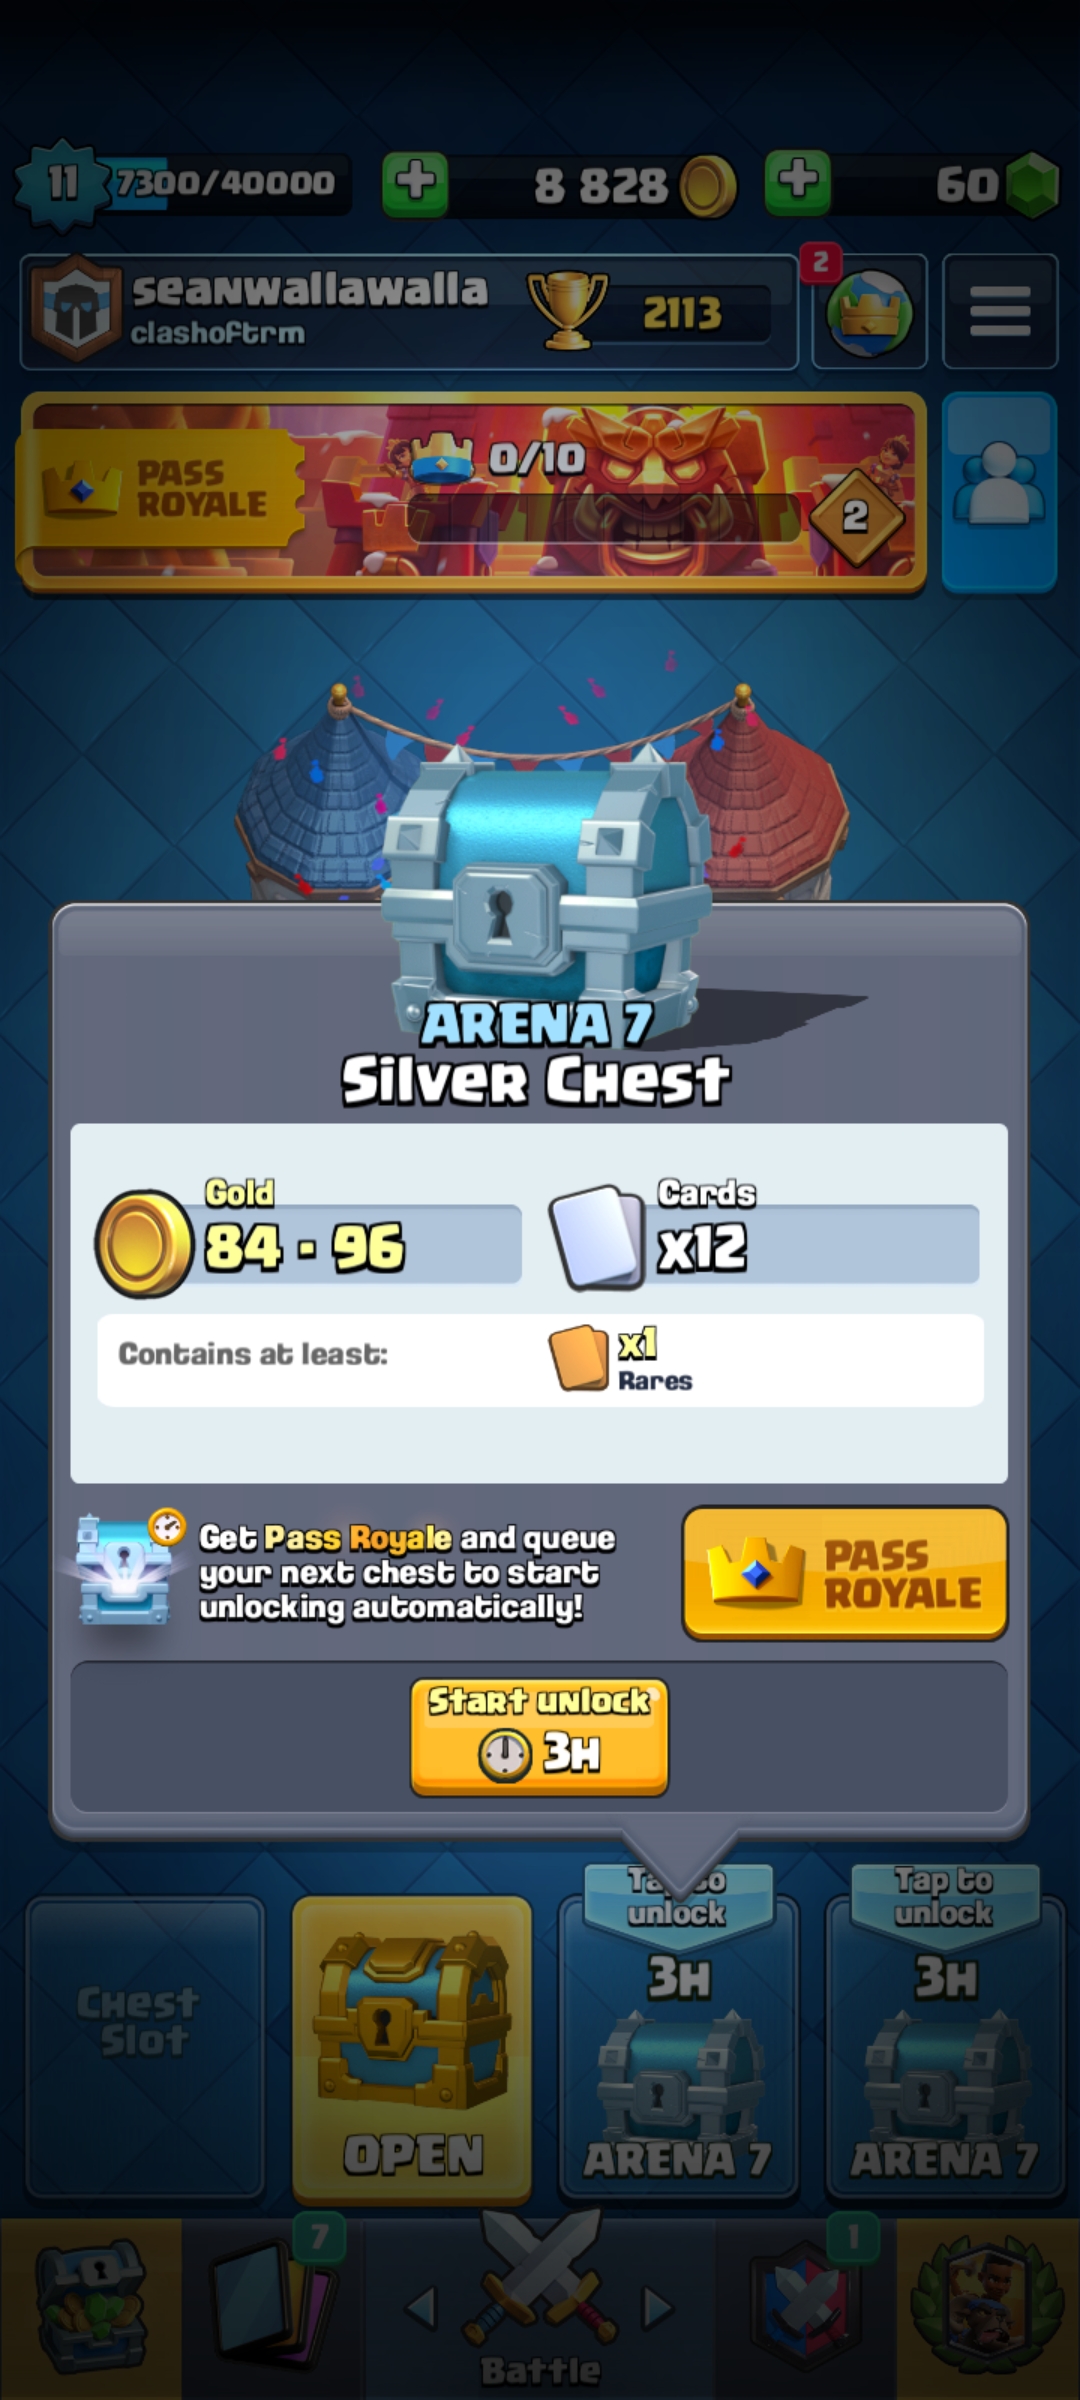 11
7300/40000
8 828
60
seanwallawalla
clashoftrm
2113
2
PASS
ROYALE
0/10
2
ARENA 7
Silver Chest
Gold
84 - 96
Cards
x12
Contains at least:
x1
Rares
Get Pass Royale and queue
your next chest to start
unlocking automatically!
PASS
ROYALE
Start unlock
3H
Chest
Slot
OPEN
Tap to
unlock
3H
ARENA 7
Tap to
unlock
3H
ARENA 7
7
Battle
1